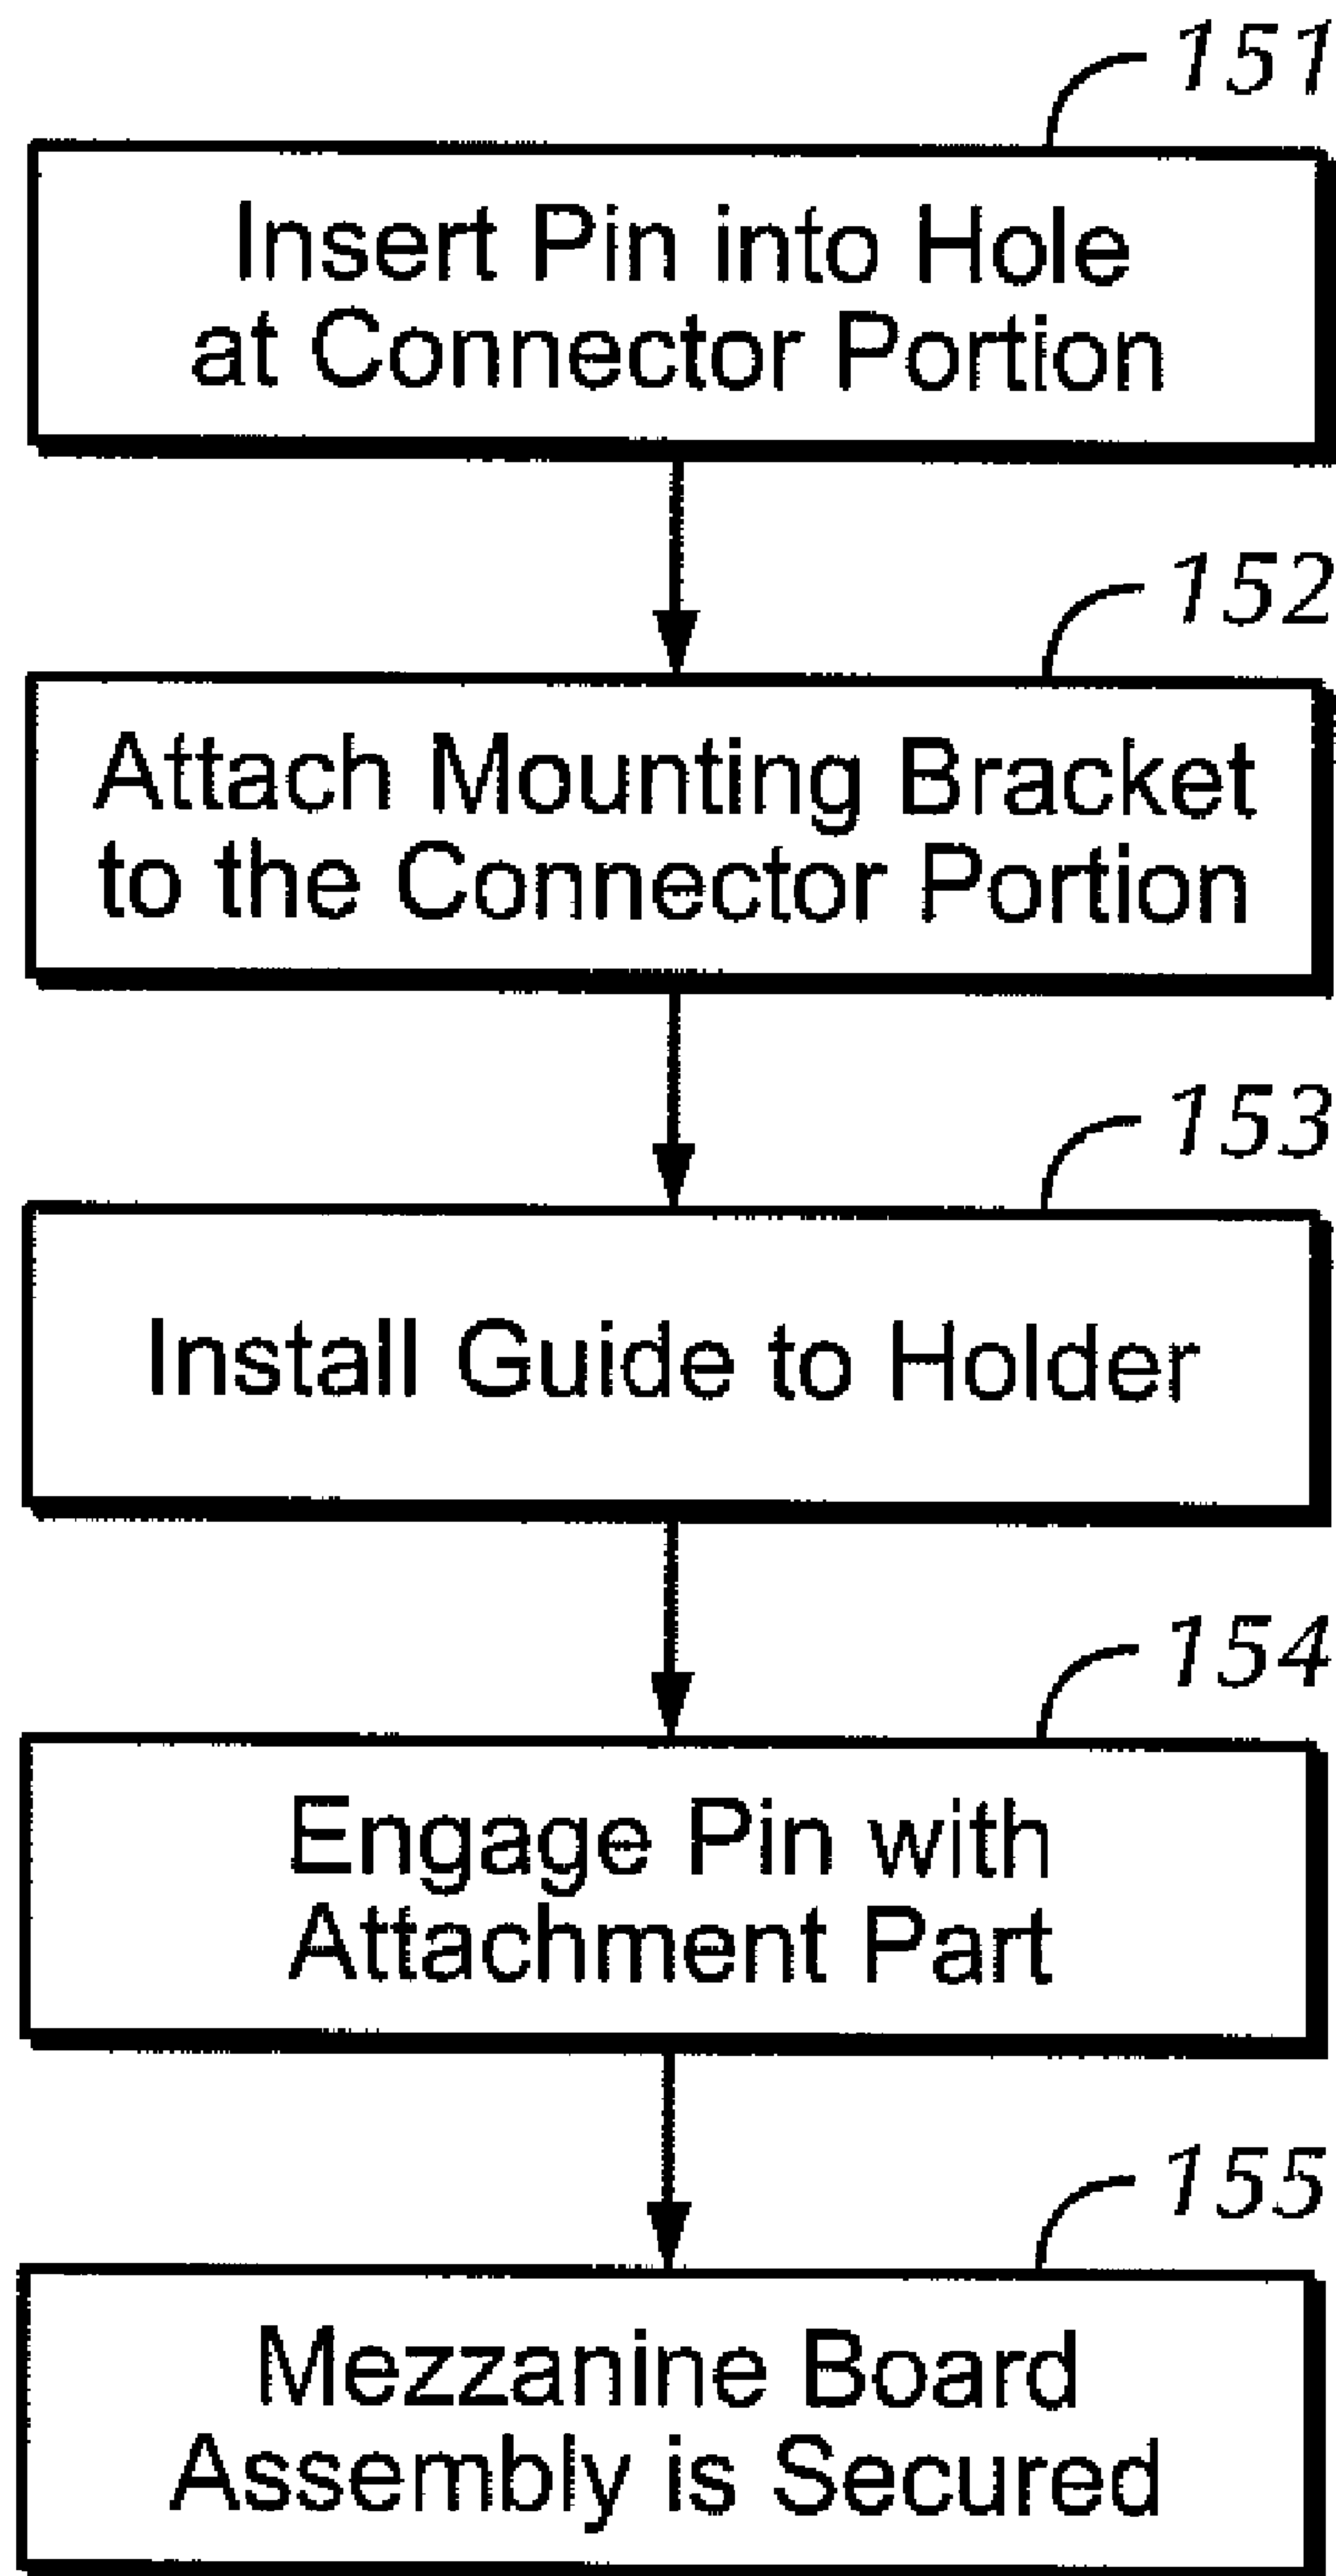 151
Insert Pin into Hole
at Connector Portion
152
Attach Mounting Bracket
to the Connector Portion
153
Install Guide to Holder
154
Engage Pin with
Attachment Part
155
Mezzanine Board
Assembly is Secured